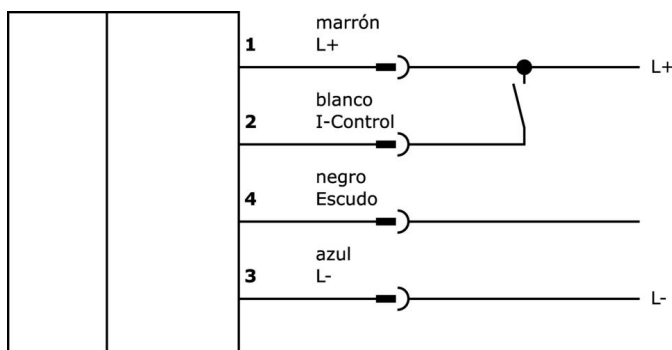 marrón
1 L+ L+
blanco
2 I-Control
negro
4 Escudo
azul
3 L- L-